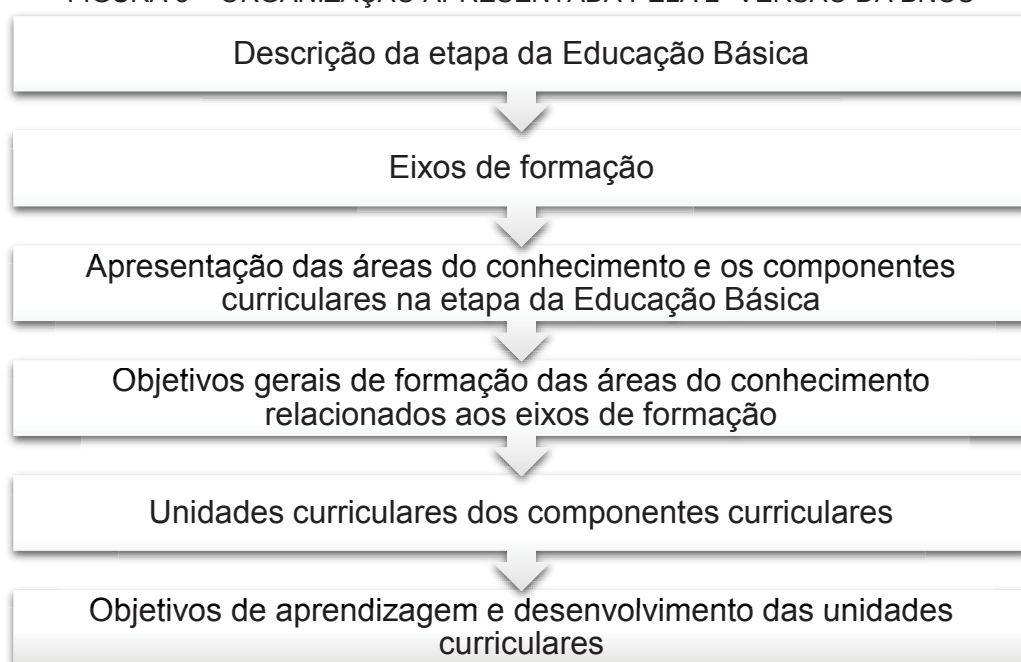 Descrição da etapa da Educação Básica
Eixos de formação
Apresentação das áreas do conhecimento e os componentes
curriculares na etapa da Educação Básica
Objetivos gerais de formação das áreas do conhecimento
relacionados aos eixos de formação
Unidades curriculares dos componentes curriculares
Objetivos de aprendizagem e desenvolvimento das unidades
curriculares